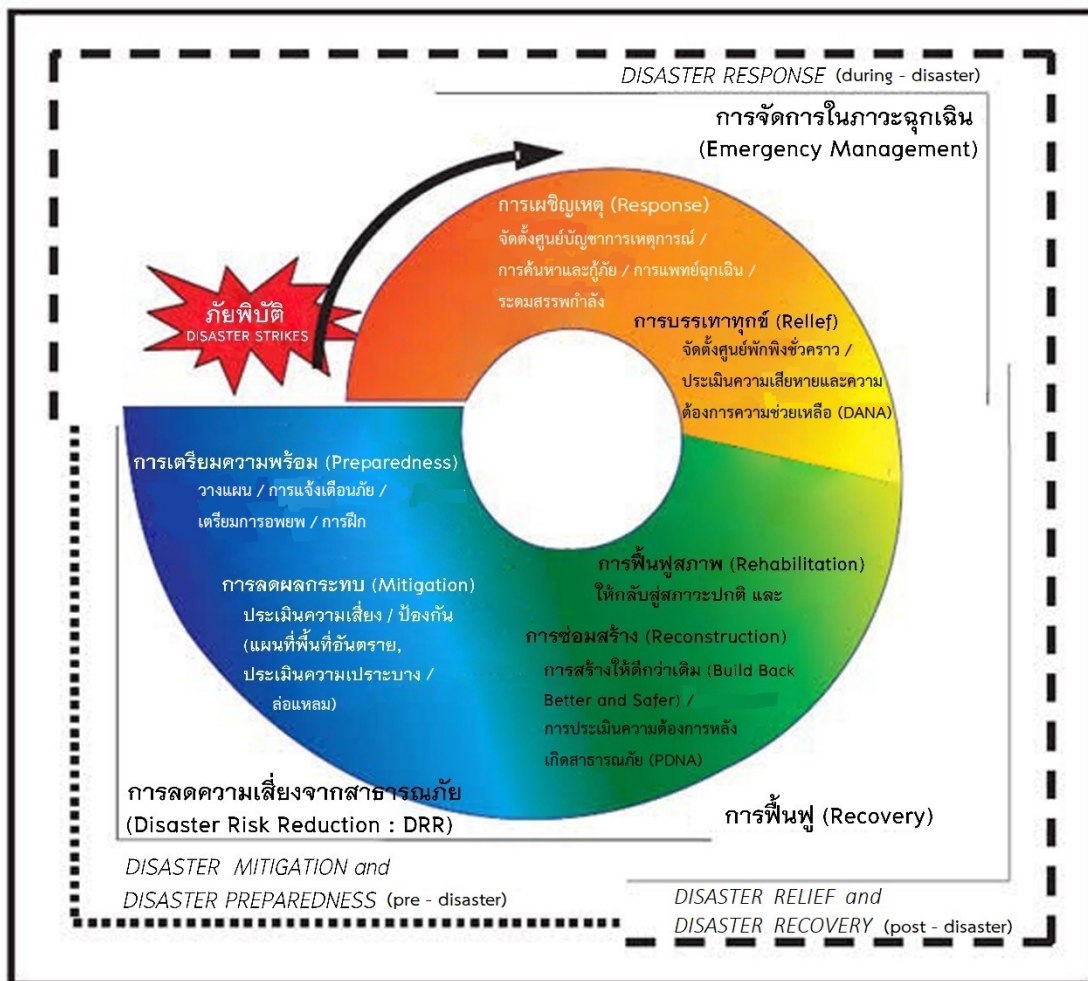 DISASTER RESPONSE (during - disaster)
การจัดการในภาวะฉุกเฉิน
(Emergency Management)
การเผชิญเหตุ (Response)
จัดตั้งศูนย์บัญชาการเหตุการณ์ /
การค้นหาและกู้ภัย / การแพทย์ฉุกเฉิน /
ระดมสรรพกำลัง
ภัยพิบัติ
DISASTER STRIKES
การบรรเทาทุกข์ (Rellef)
จัดตั้งศูนย์พักพิงชั่วคราว /
ประเมินความเสียหายและความ
ต้องการความช่วยเหลือ (DANA)
การเตรียมความพร้อม (Preparedness)
วางแผน / การแจ้งเตือนภัย /
เตรียมการอพยพ / การฝึก
การลดผลกระทบ (Mitigation)
ประเมินความเสี่ยง / ป้องกัน
(แผนที่พื้นที่อันตราย,
ประเมินความเปราะบาง /
ล่อแหลม)
การฟื้นฟูสภาพ (Rehabilitation)
ให้กลับสู่สภาวะปกติ และ
การซ่อมสร้าง (Reconstruction)
การสร้างให้ดีกว่าเดิม (Build Back
Better and Safer) /
การประเมินความต้องการหลัง
เกิดสาธารณภัย (PDNA)
การลดความเสี่ยงจากสาธารณภัย
(Disaster Risk Reduction : DRR)
การฟื้นฟู (Recovery)
DISASTER MITIGATION and
DISASTER PREPAREDNESS (pre - disaster)
DISASTER RELIEF and
DISASTER RECOVERY (post - disaster)